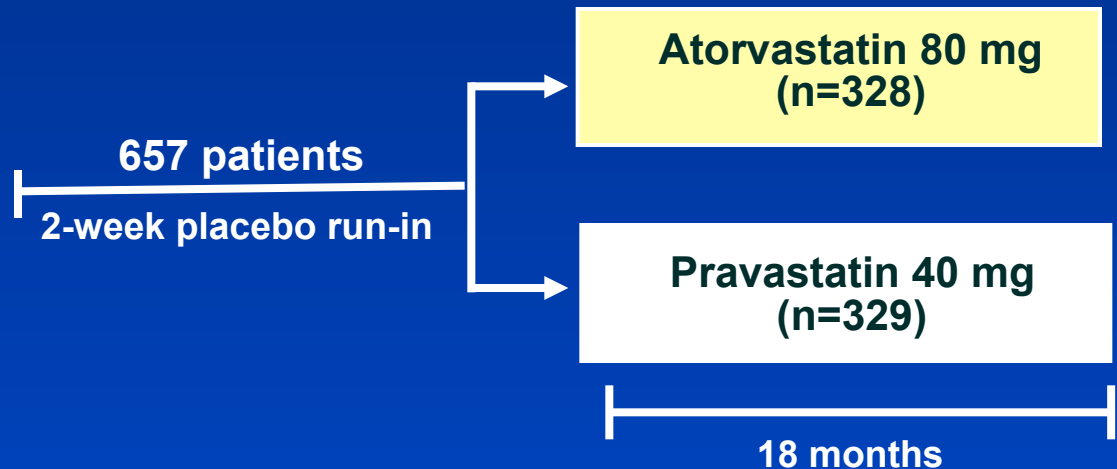 657 patients
2-week placebo run-in
Atorvastatin 80 mg
(n=328)
Pravastatin 40 mg
(n=329)
18 months